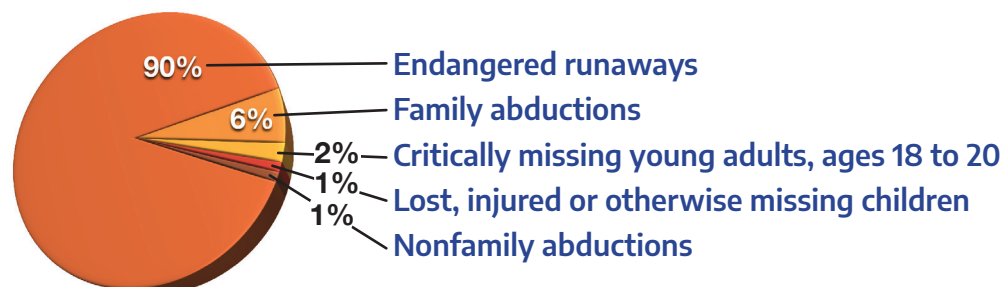 90% Endangered runaways
6% Family abductions
2% Critically missing young adults, ages 18 to 20
1% Lost, injured or otherwise missing children
1% Nonfamily abductions